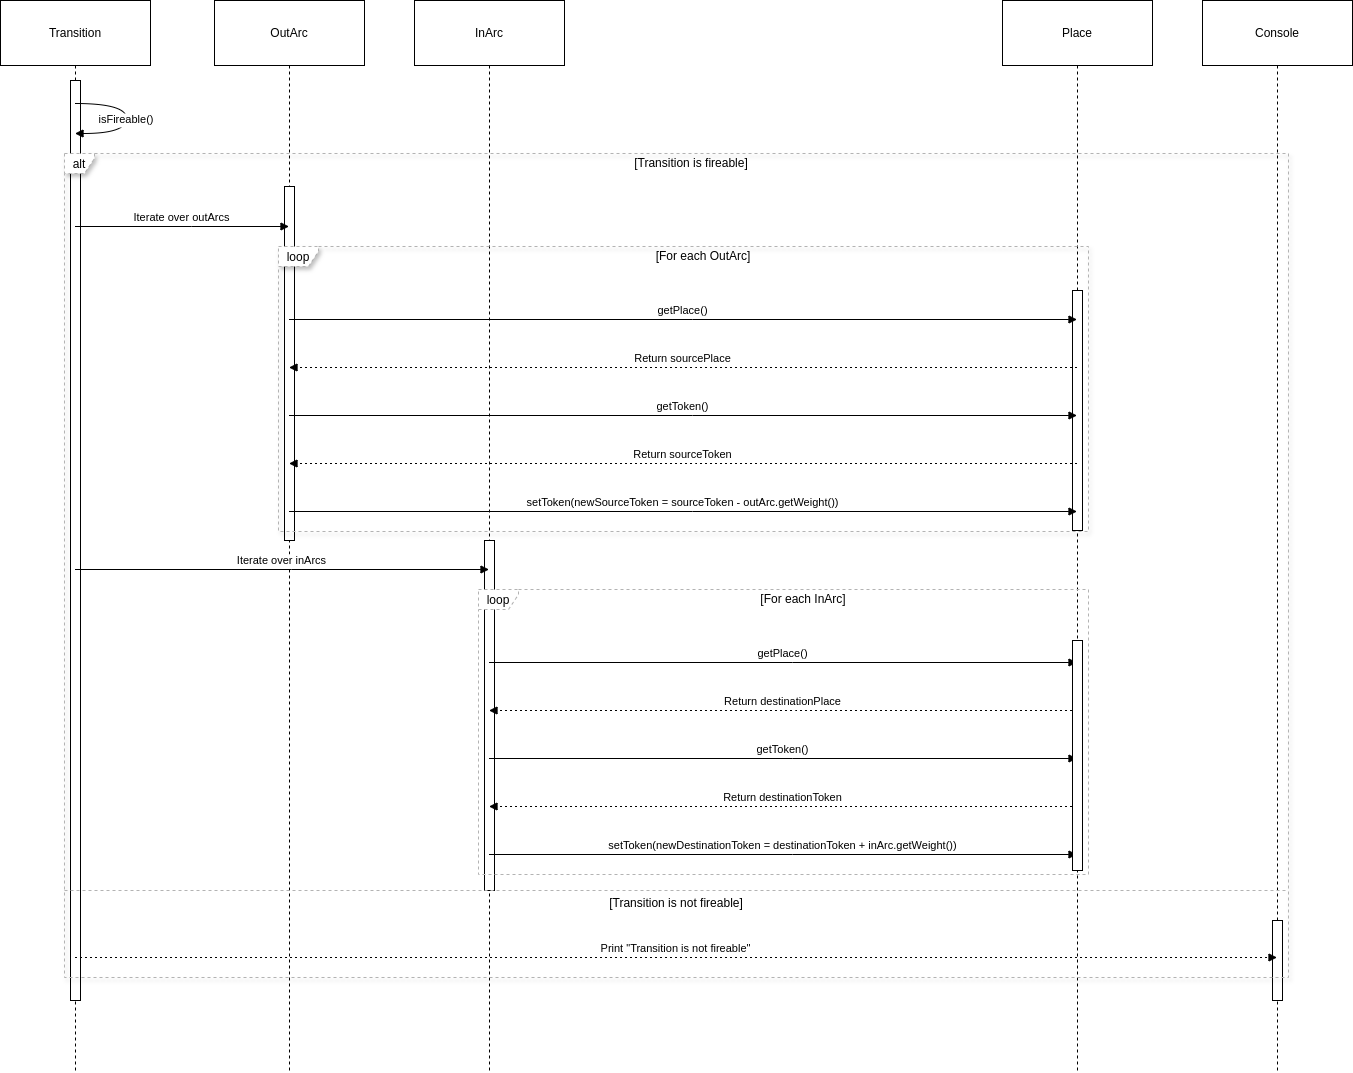 Transition
OutArc
InArc
Place
Console
isFireable()
alt
[Transition is fireable]
Iterate over outArcs
loop
[For each OutArc]
getPlace()
Return sourcePlace
getToken()
Return sourceToken
setToken(newSourceToken = sourceToken - outArc.getWeight())
Iterate over inArcs
loop
[For each InArc]
getPlace()
Return destinationPlace
getToken()
Return destinationToken
setToken(newDestinationToken = destinationToken + inArc.getWeight())
[Transition is not fireable]
Print "Transition is not fireable"